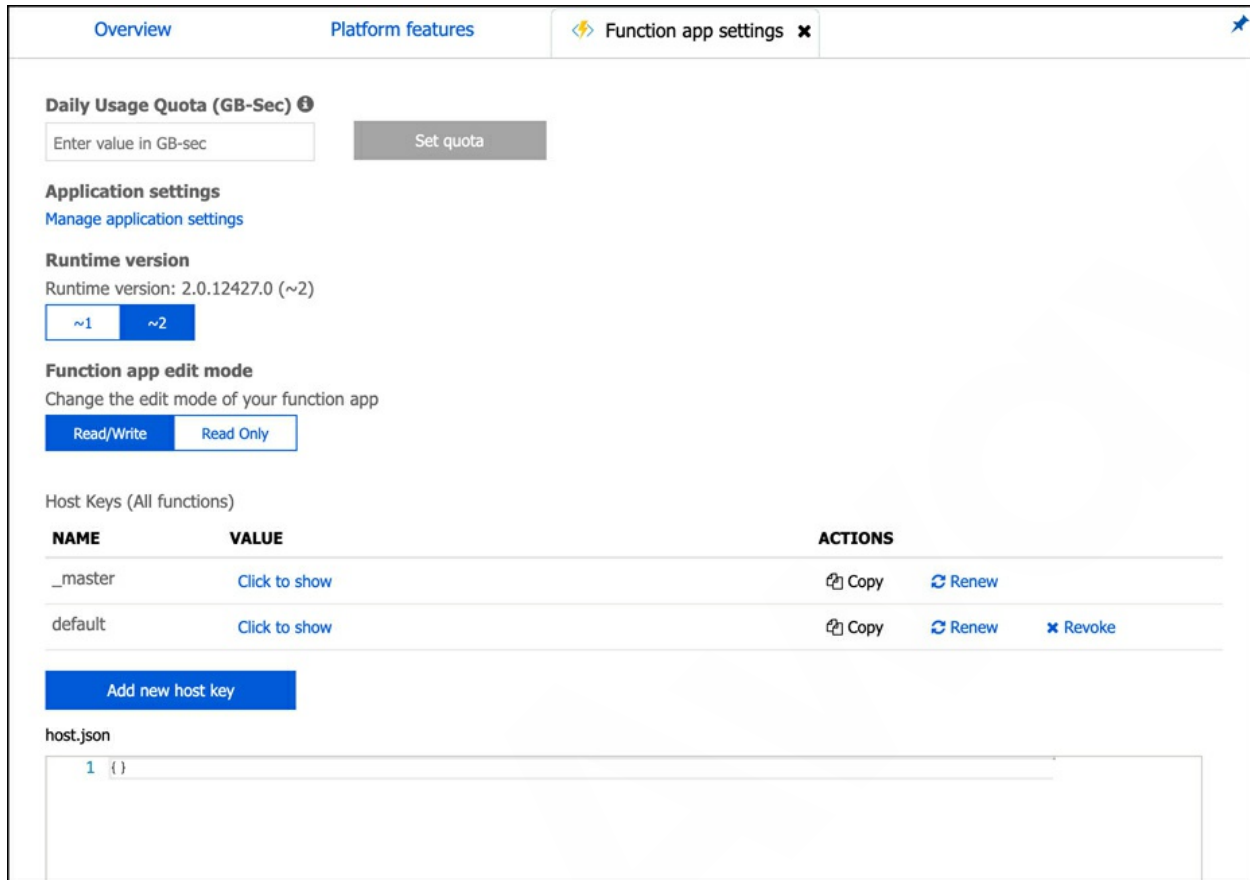 Overview Platform features Function app settings
Daily Usage Quota (GB-Sec)
Enter value in GB-sec Set quota
Application settings
Manage application settings
Runtime version
Runtime version: 2.0.12427.0 (~2)
~1 ~2
Function app edit mode
Change the edit mode of your function app
Read/Write Read Only
Host Keys (All functions)
NAME VALUE ACTIONS
_master Click to show Copy Renew
default Click to show Copy Renew Revoke
Add new host key
host.json
1 {}